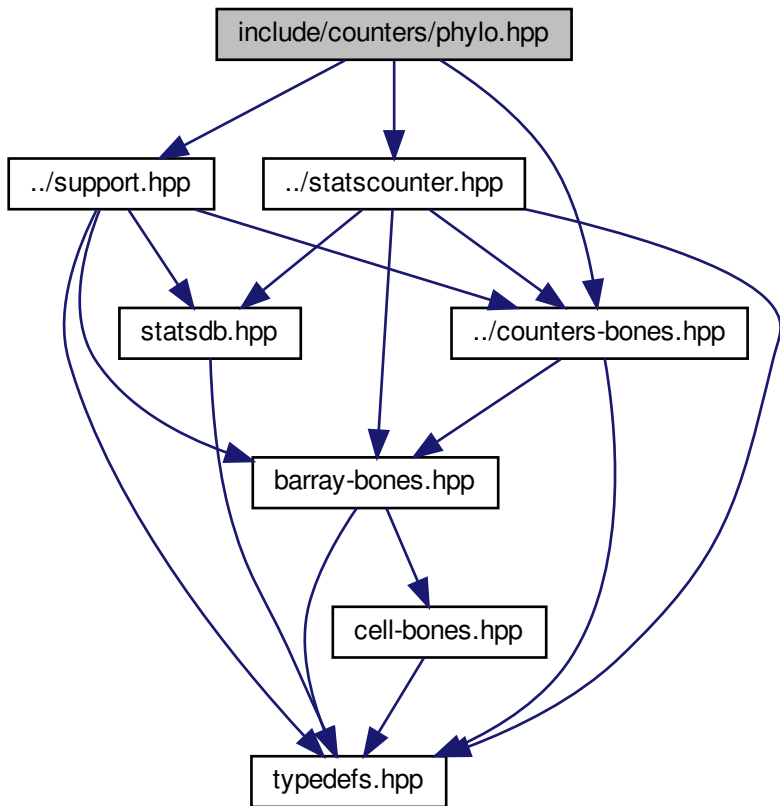 include/counters/phylo.hpp
../support.hpp
../statscounter.hpp
statsdb.hpp
../counters-bones.hpp
barray-bones.hpp
cell-bones.hpp
typedefs.hpp